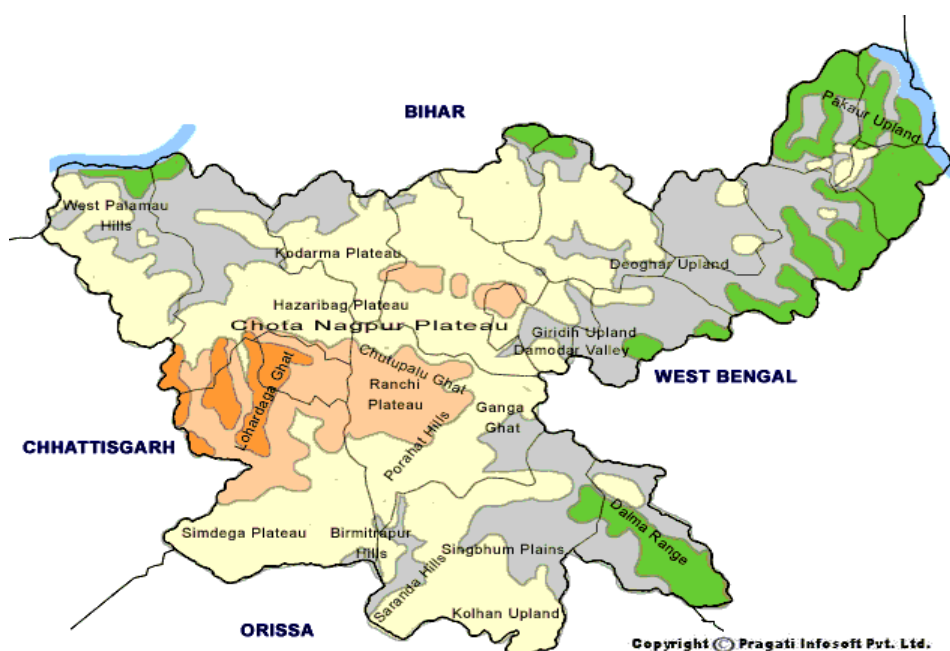 BIHAR
Pakaur Upland
West Palamau
Hills
Kodarma Plateau
Deoghar Upland
Hazaribag Plateau
Chota Nagpur Plateau
Giridih Upland
Damodar Valley
Chutupalu Ghat
WEST BENGAL
Lohardaga Ghat
Ranchi
Plateau
Ganga
Ghat
CHHATTISGARH
Porahat Hills
Simdega Plateau
Birmitrapur
Hills
Singbhum Plains
Dalma Range
Saranda Hills
Kolhan Upland
ORISSA
Copyright © Pragati Infosoft Pvt. Ltd.